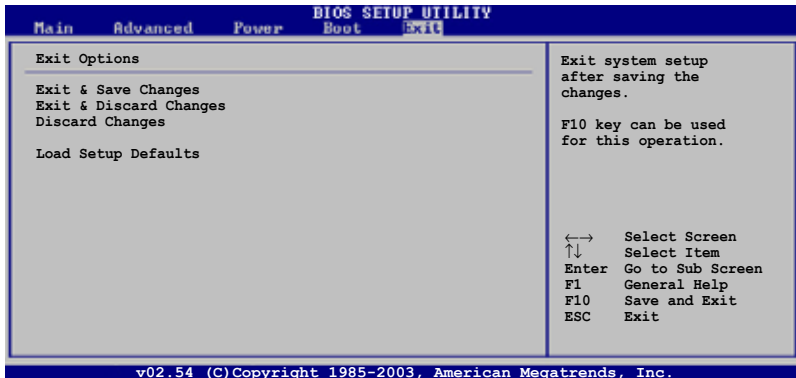 BIOS SETUP UTILITY
Main Advanced Power Boot Exit
Exit Options
Exit & Save Changes
Exit & Discard Changes
Discard Changes
Load Setup Defaults
Exit system setup
after saving the
changes.
F10 key can be used
for this operation.
←→ Select Screen
↑↓ Select Item
Enter Go to Sub Screen
F1 General Help
F10 Save and Exit
ESC Exit
v02.54 (C)Copyright 1985-2003, American Megatrends, Inc.